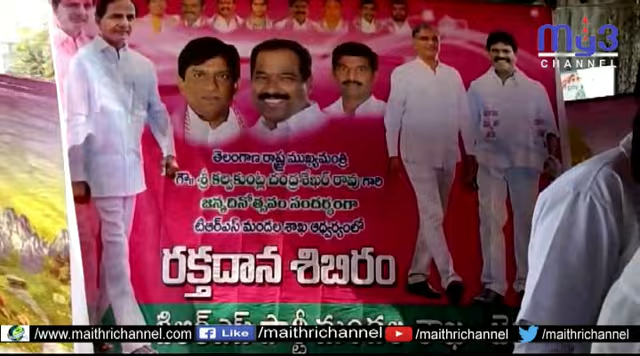 My3
CHANNEL
తెలంగాణ రాష్ట్ర ముఖ్యమంత్రి
గౌ॥ శ్రీ కల్వకుంట్ల చంద్రశేఖర్ రావు గారి
జన్మదినోత్సవం సందర్భంగా
టీఆర్ఎస్ మండల శాఖ ఆధ్వర్యంలో
రక్తదాన శిబిరం
/www.maithrichannel.com
Like /maithrichannel
/maithrichannel
/maithrichannel